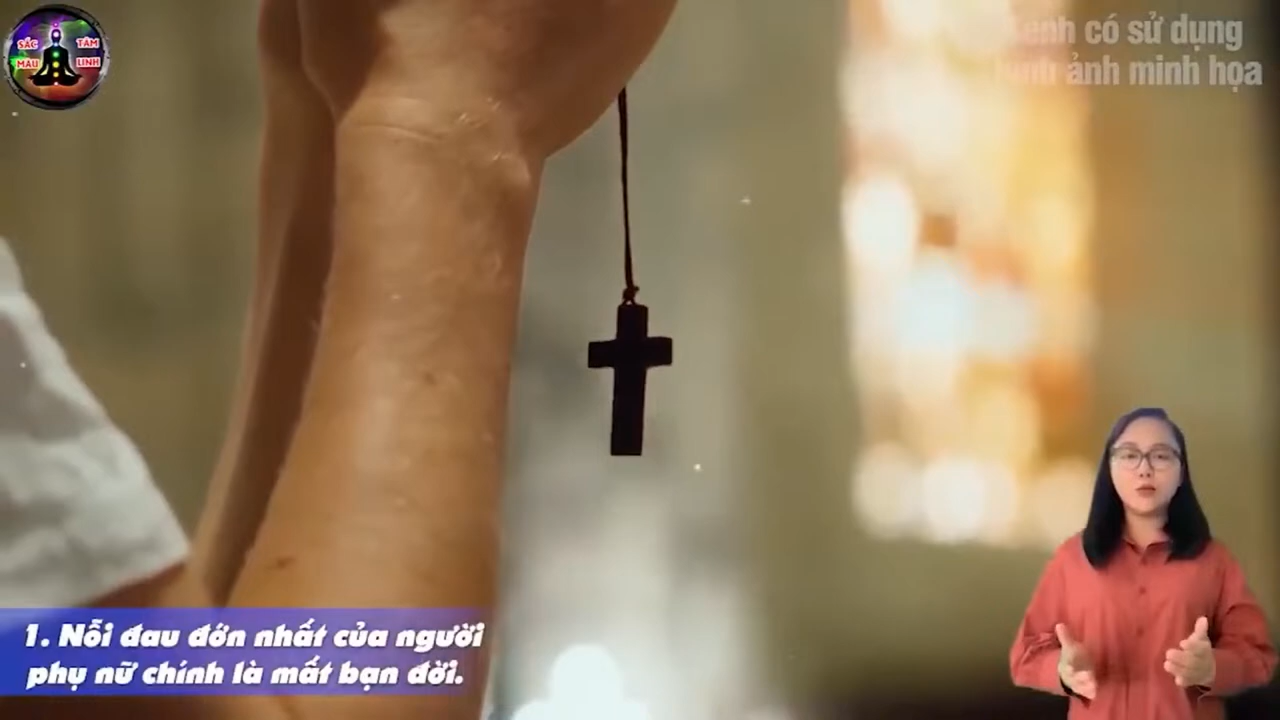 SẮC TÂM
MÀU LINH
Kênh có sử dụng
hình ảnh minh họa
1. Nỗi đau đớn nhất của người
phụ nữ chính là mất bạn đời.